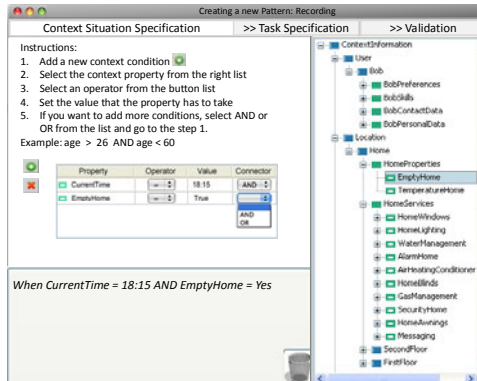 Creating a new Pattern: Recording
Context Situation Specification >> Task Specification >> Validation
Instructions:
1. Add a new context condition
2. Select the context property from the right list
3. Select an operator from the button list
4. Set the value that the property has to take
5. If you want to add more conditions, select AND or
OR from the list and go to the step 1.
Example: age > 26 AND age < 60
Property Operator Value Connector
CurrentTime = 18:15 AND
EmptyHome = True
AND
OR
When CurrentTime = 18:15 AND EmptyHome = Yes
ContextInformation
User
Bob
BobPreferences
BobSkills
BobContactData
BobPersonalData
Location
Home
HomeProperties
EmptyHome
TemperatureHome
HomeServices
HomeWindows
HomeLighting
WaterManagement
AlarmHome
AirHeatingConditioner
HomeBlinds
GasManagement
SecurityHome
HomeAwnings
Messaging
SecondFloor
FirstFloor